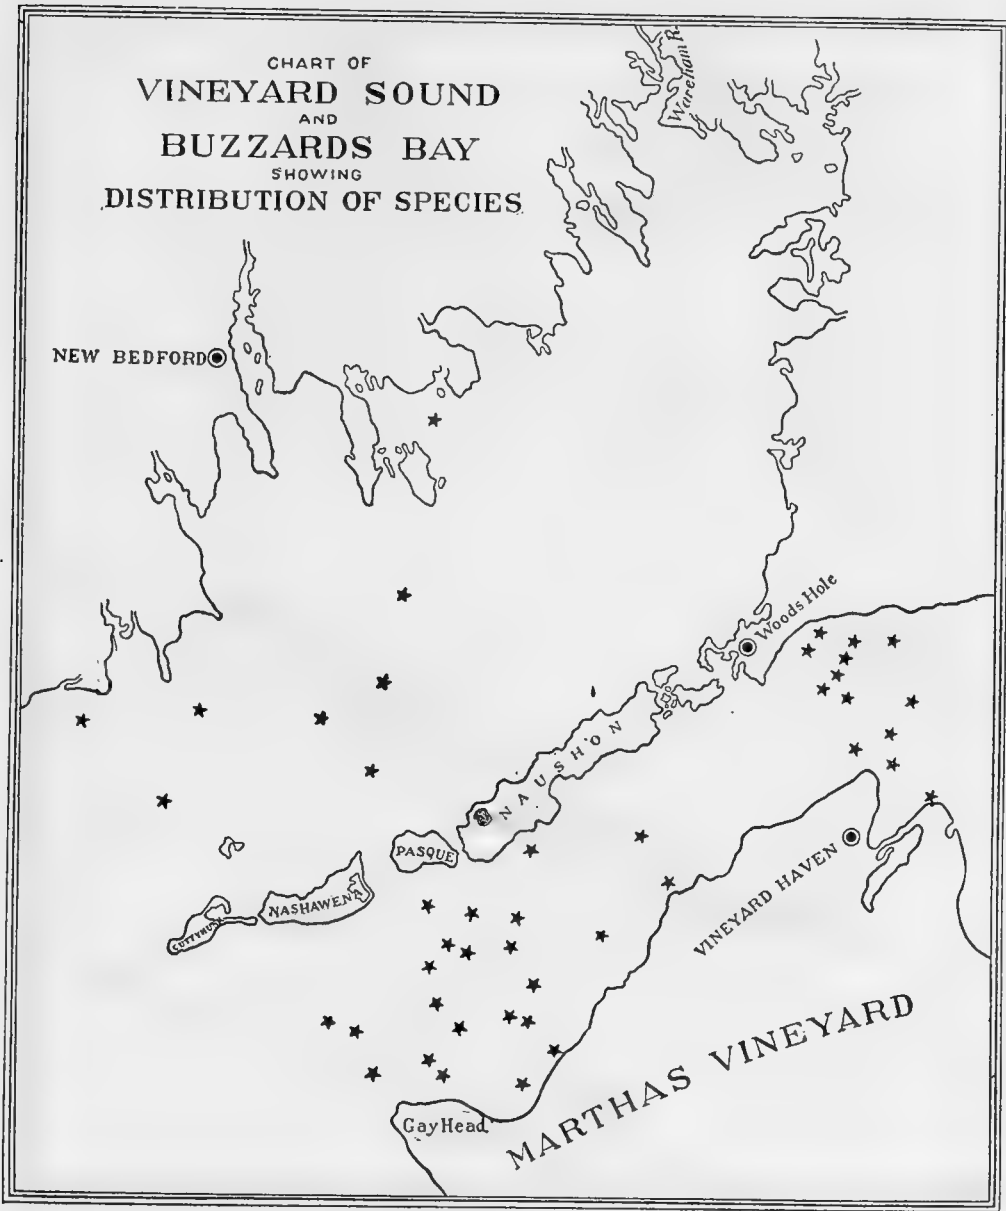 CHART OF
VINEYARD SOUND
AND
BUZZARDS BAY
SHOWING
DISTRIBUTION OF SPECIES
Wareham R.
NEW BEDFORD
Woods Hole
NAUSHON
PASQUE
NASHAWENA
CUTTYHUNK
VINEYARD HAVEN
MARTHAS VINEYARD
Gay Head